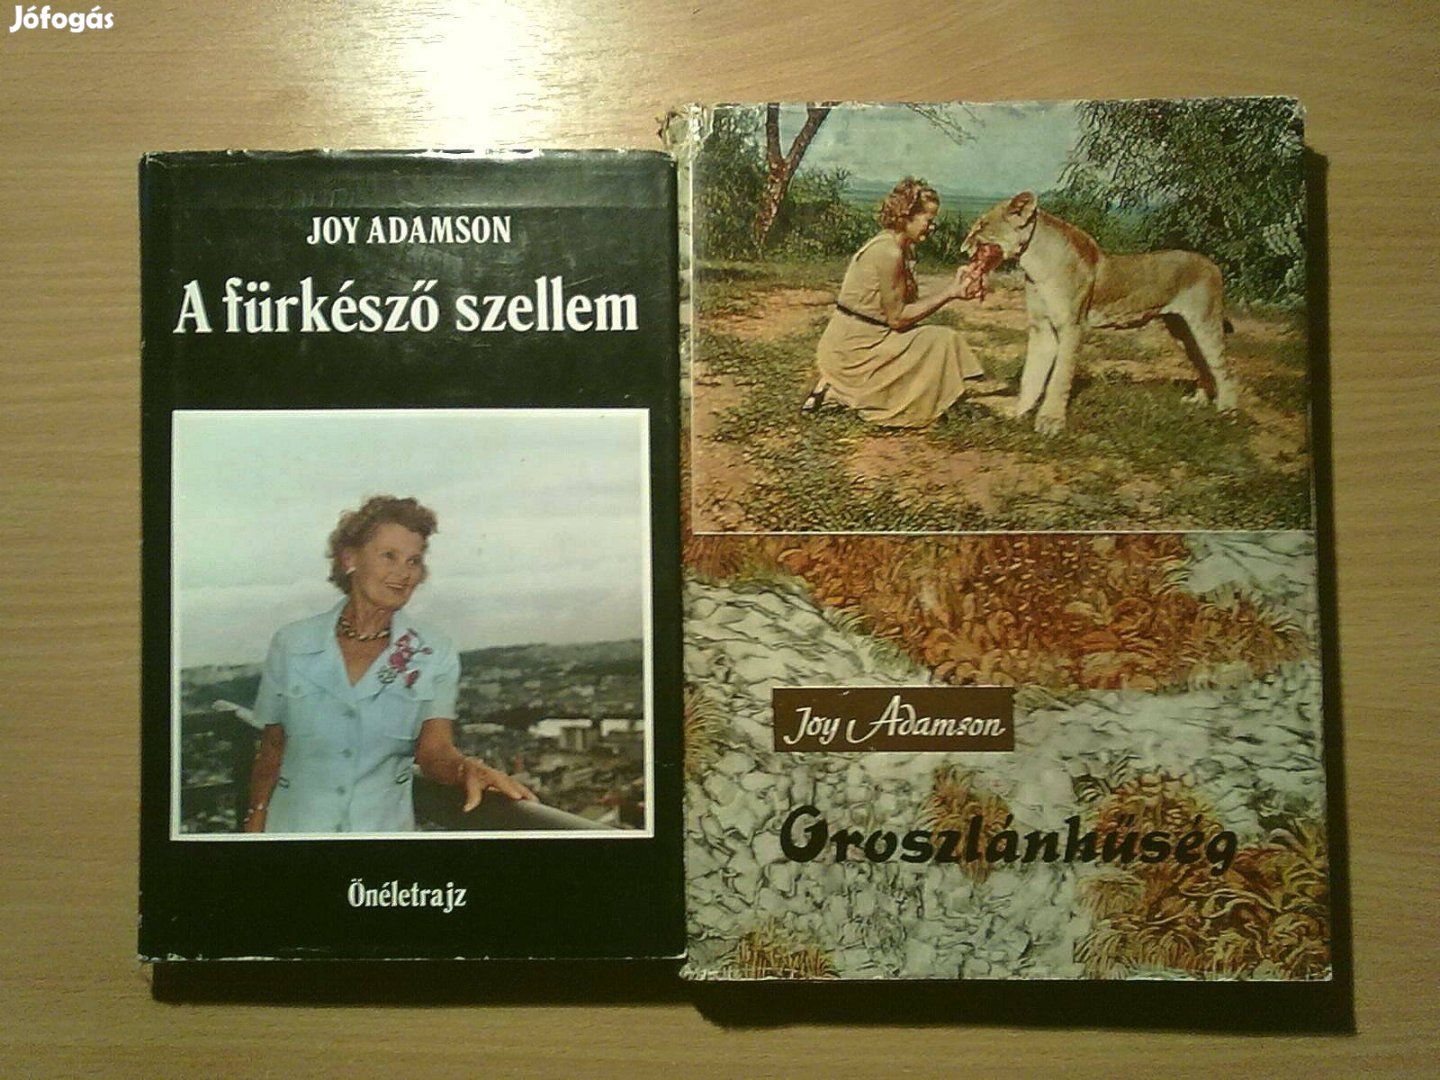 Jófogás
JOY ADAMSON
A fürkésző szellem
Önéletrajz
Joy Adamson
Oroszlánhűség